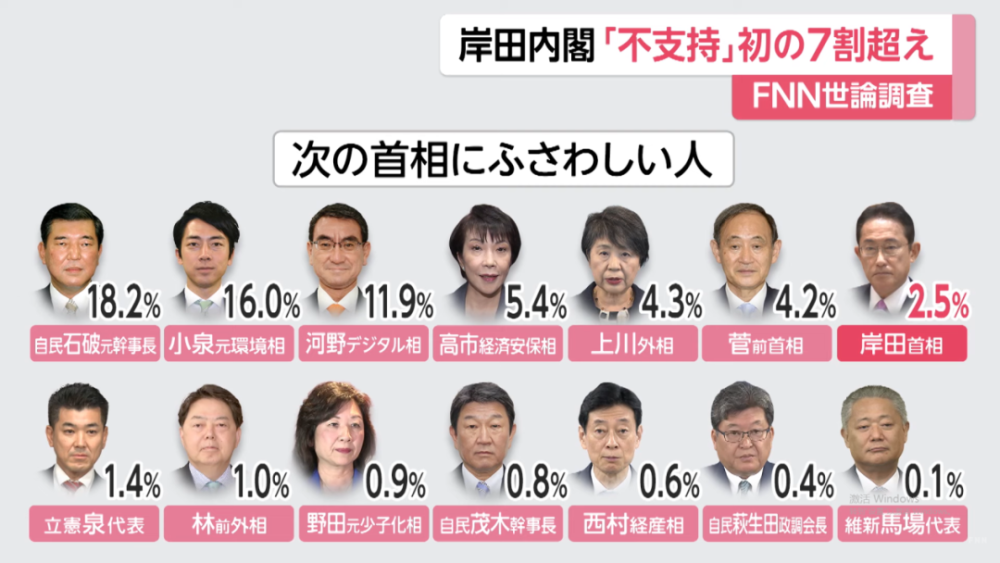 岸田内閣「不支持」初の7割超え
FNN世論調査
次の首相にふさわしい人
18.2% 16.0% 11.9% 5.4% 4.3% 4.2% 2.5%
自民石破元幹事長 小泉元環境相 河野デジタル相 高市経済安保相 上川外相 菅前首相 岸田首相
1.4% 1.0% 0.9% 0.8% 0.6% 0.4% 0.1%
激活 Windows
立憲泉代表 林前外相 野田元少子化相 自民茂木幹事長 西村経産相 自民萩生田政調会長 維新馬場代表